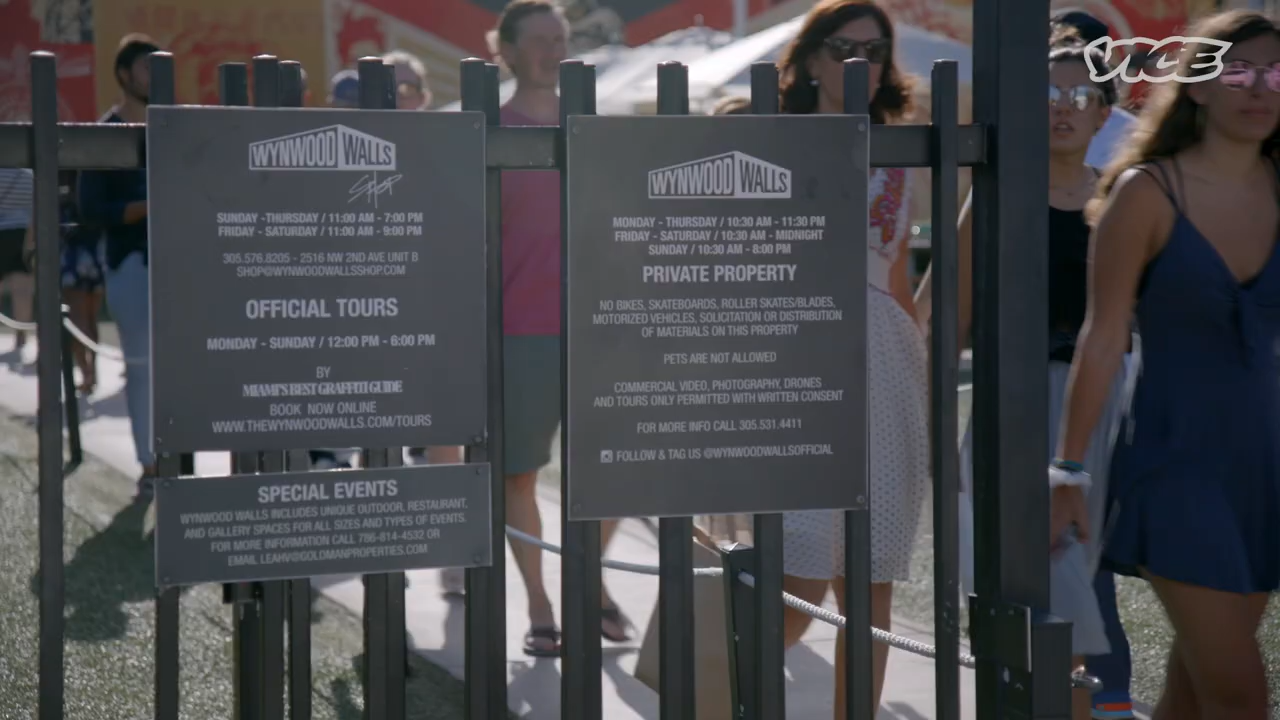 VICE
WYNWOOD WALLS
SHOP
SUNDAY -THURSDAY / 11:00 AM - 7:00 PM
FRIDAY - SATURDAY / 11:00 AM - 9:00 PM
305.576.8205 - 2516 NW 2ND AVE UNIT B
SHOP@WYNWOODWALLSSHOP.COM
OFFICIAL TOURS
MONDAY - SUNDAY / 12:00 PM - 6:00 PM
BY
MIAMI'S BEST GRAFFITI GUIDE
BOOK NOW ONLINE
WWW.THEWYNWOODWALLS.COM/TOURS
SPECIAL EVENTS
WYNWOOD WALLS INCLUDES UNIQUE OUTDOOR, RESTAURANT,
AND GALLERY SPACES FOR ALL SIZES AND TYPES OF EVENTS.
FOR MORE INFORMATION CALL 786-814-4532 OR
EMAIL LEAHV@GOLDMANPROPERTIES.COM
WYNWOOD WALLS
MONDAY - THURSDAY / 10:30 AM - 11:30 PM
FRIDAY - SATURDAY / 10:30 AM - MIDNIGHT
SUNDAY / 10:30 AM - 8:00 PM
PRIVATE PROPERTY
NO BIKES, SKATEBOARDS, ROLLER SKATES/BLADES,
MOTORIZED VEHICLES, SOLICITATION OR DISTRIBUTION
OF MATERIALS ON THIS PROPERTY
PETS ARE NOT ALLOWED
COMMERCIAL VIDEO, PHOTOGRAPHY, DRONES
AND TOURS ONLY PERMITTED WITH WRITTEN CONSENT
FOR MORE INFO CALL 305.531.4411
FOLLOW & TAG US @WYNWOODWALLSOFFICIAL